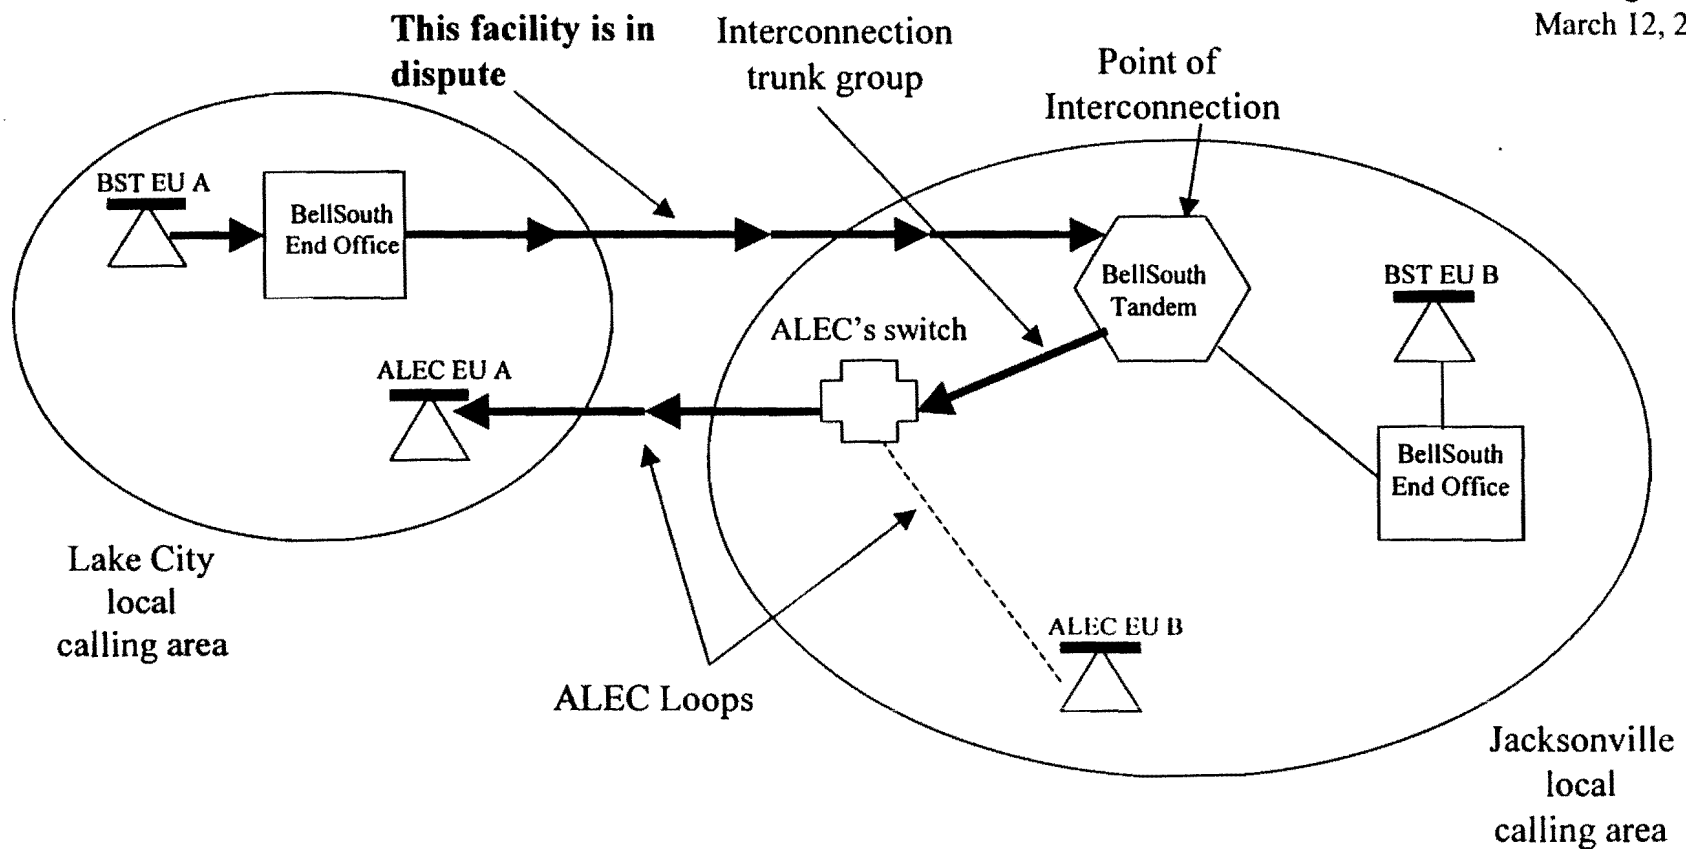 March 12, 2
This facility is in
dispute
Interconnection
trunk group
Point of
Interconnection
BST EU A
BellSouth
End Office
BellSouth
Tandem
BST EU B
ALEC's switch
ALEC EU A
BellSouth
End Office
Lake City
local
calling area
ALEC EU B
ALEC Loops
Jacksonville
local
calling area